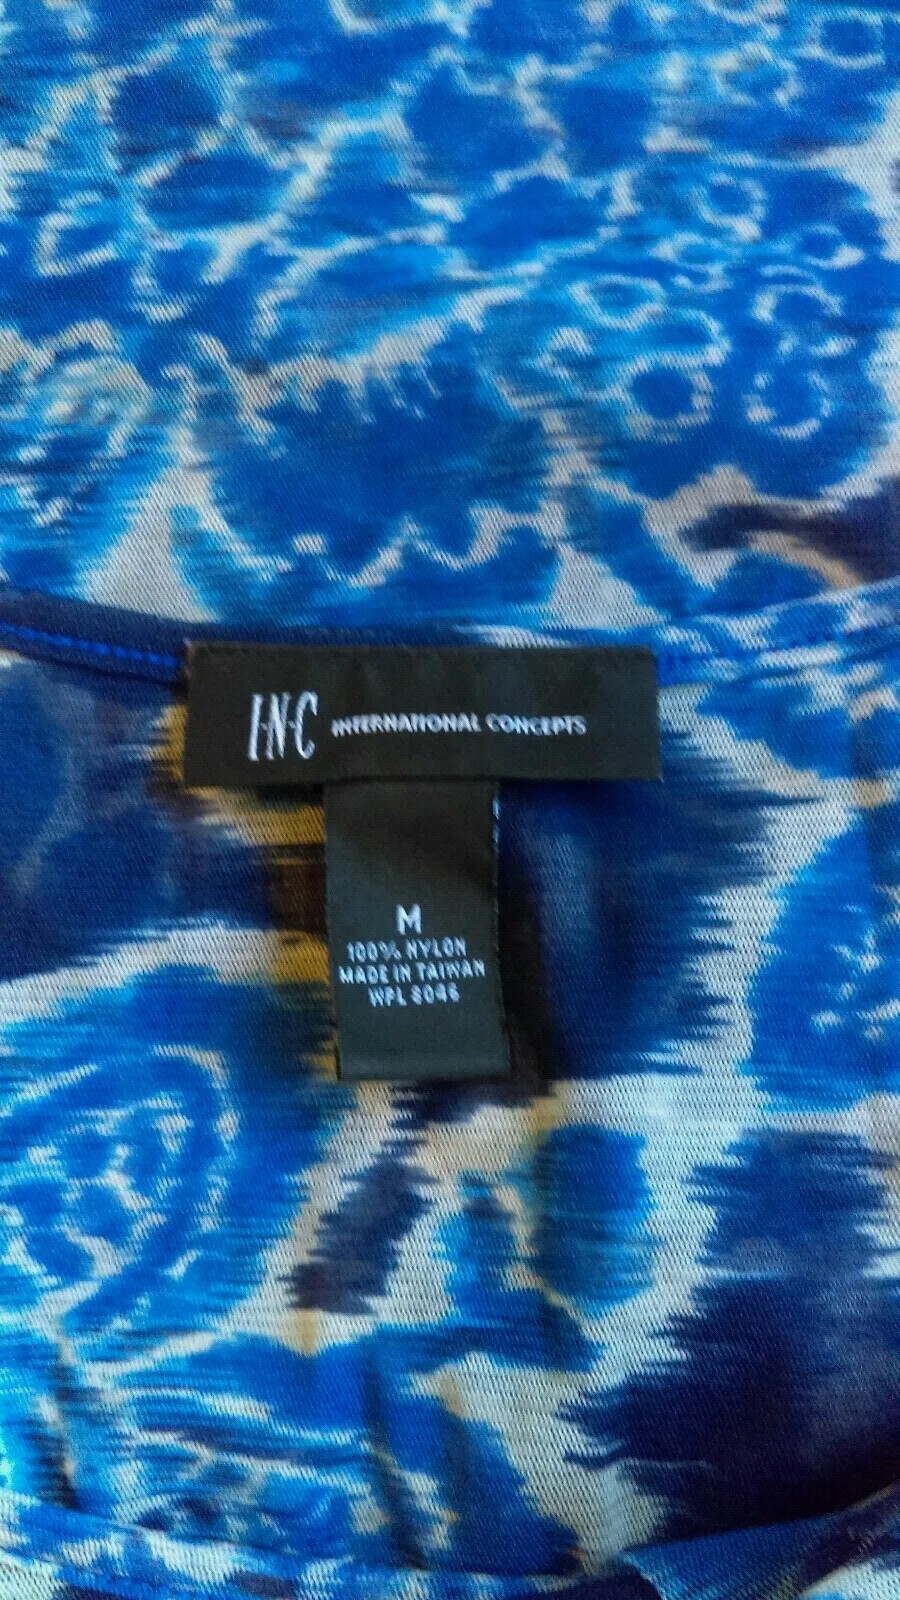 I·N·C INTERNATIONAL CONCEPTS
M
100% NYLON
MADE IN TAIWAN
WPL 8046